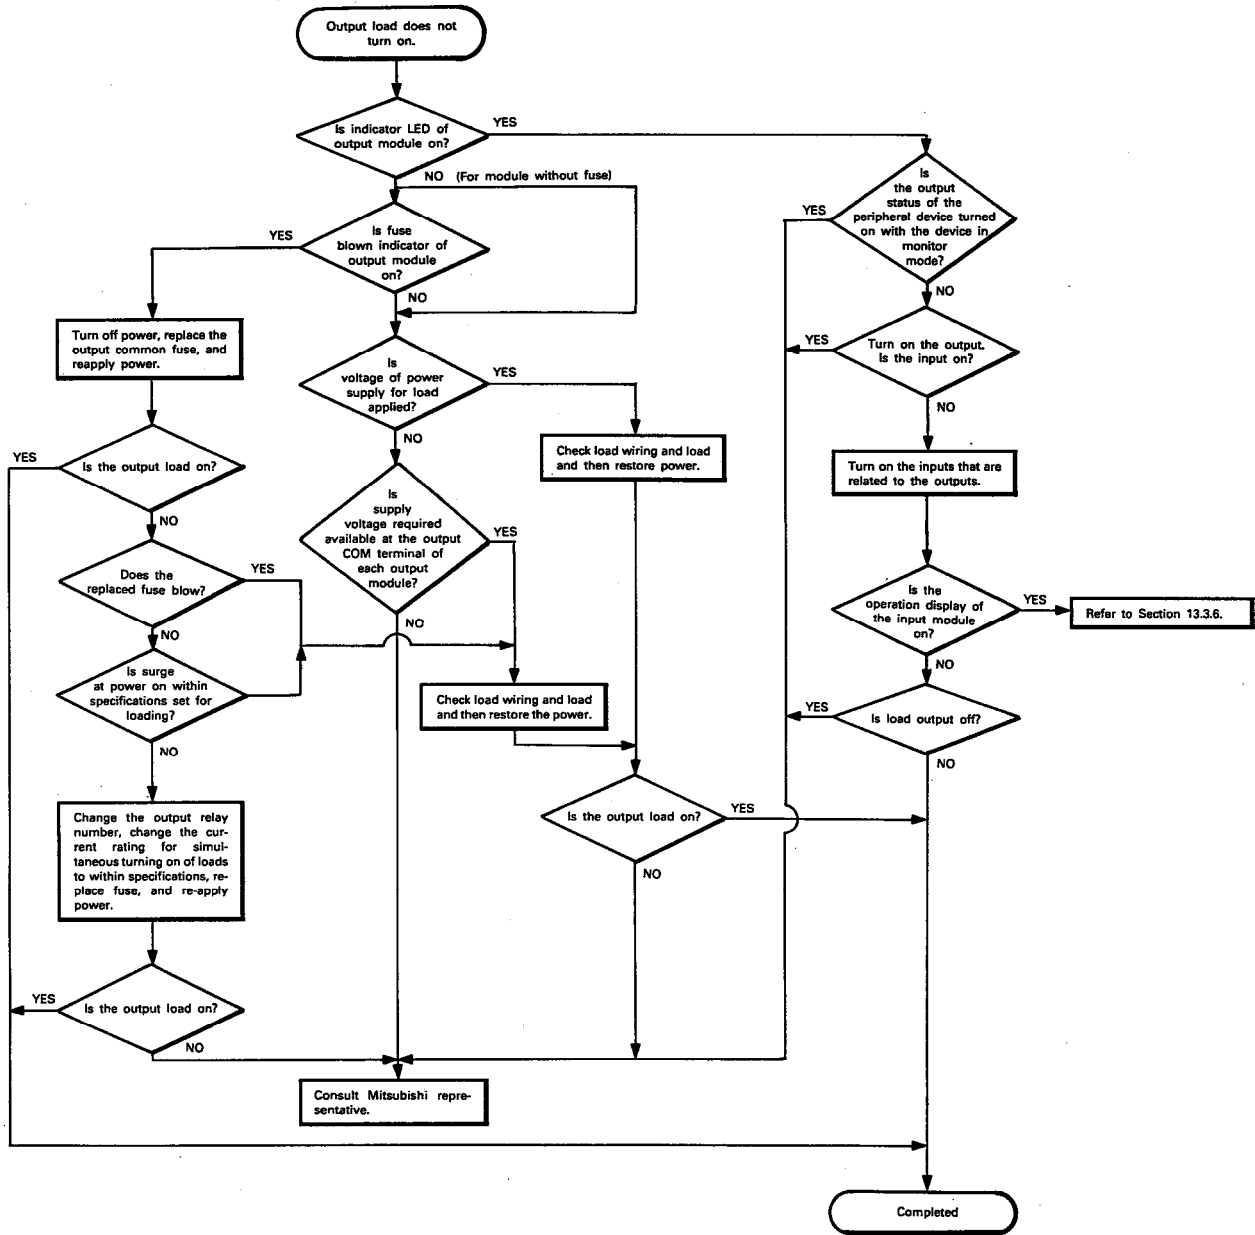 Output load does not
turn on.
Is indicator LED of
output module on?
YES
NO (For module without fuse)
Is
the output
status of the
peripheral device turned
on with the device in
monitor
mode?
YES
NO
Is fuse
blown indicator of
output module
on?
YES
NO
Turn off power, replace the
output common fuse, and
reapply power.
Turn on the output.
Is the input on?
YES
NO
Is
voltage of power
supply for load
applied?
YES
NO
Check load wiring and load
and then restore power.
Turn on the inputs that are
related to the outputs.
Is the output load on?
YES
NO
Is
supply
voltage required
available at the output
COM terminal of
each output
module?
YES
NO
Does the
replaced fuse blow?
YES
NO
Is the
operation display of
the input module
on?
YES
NO
Refer to Section 13.3.6.
Is surge
at power on within
specifications set for
loading?
NO
Check load wiring and load
and then restore the power.
Is load output off?
YES
NO
Change the output relay
number, change the cur-
rent rating for simul-
taneous turning on of loads
to within specifications, re-
place fuse, and re-apply
power.
Is the output load on?
YES
NO
Is the output load on?
YES
NO
Consult Mitsubishi repre-
sentative.
Completed